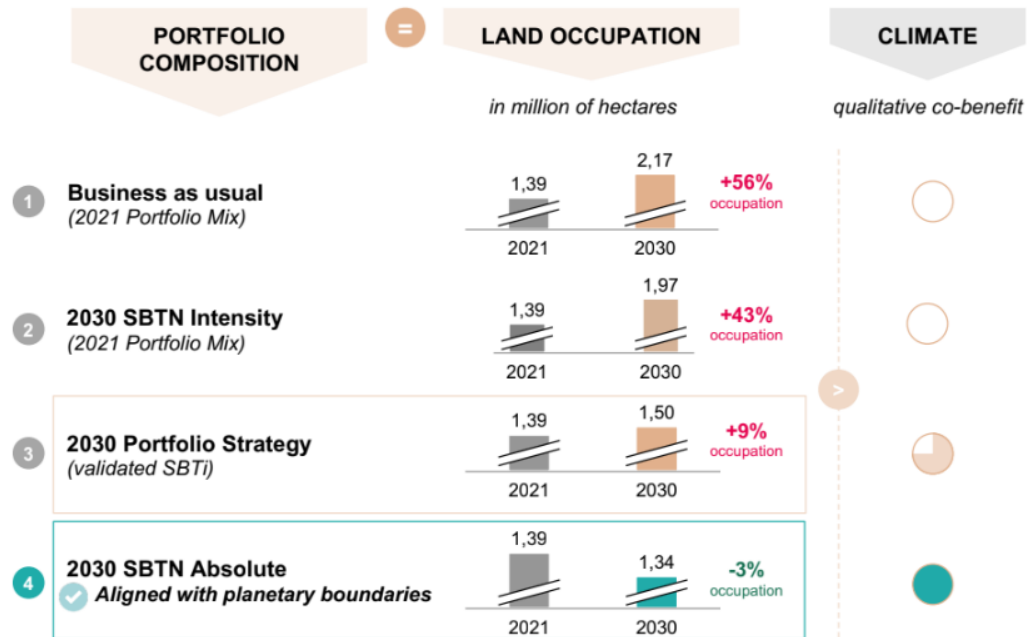 PORTFOLIO
COMPOSITION
=
LAND OCCUPATION
CLIMATE
in million of hectares
qualitative co-benefit
1
Business as usual
(2021 Portfolio Mix)
1,39
2,17
2021
2030
+56%
occupation
2
2030 SBTN Intensity
(2021 Portfolio Mix)
1,39
1,97
2021
2030
+43%
occupation
>
3
2030 Portfolio Strategy
(validated SBTi)
1,39
1,50
2021
2030
+9%
occupation
4
2030 SBTN Absolute
Aligned with planetary boundaries
1,39
1,34
2021
2030
-3%
occupation